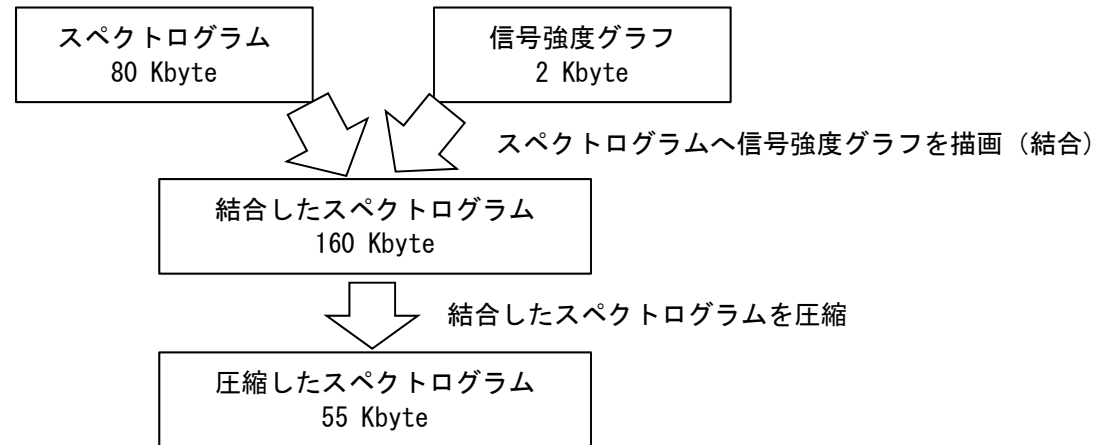 スペクトログラム
80 Kbyte
信号強度グラフ
2 Kbyte
スペクトログラムへ信号強度グラフを描画（結合）
結合したスペクトログラム
160 Kbyte
結合したスペクトログラムを圧縮
圧縮したスペクトログラム
55 Kbyte